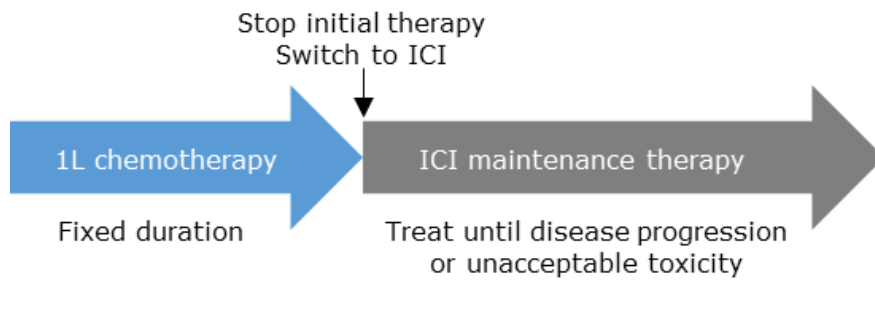 Stop initial therapy
Switch to ICI
1L chemotherapy
ICI maintenance therapy
Fixed duration
Treat until disease progression
or unacceptable toxicity